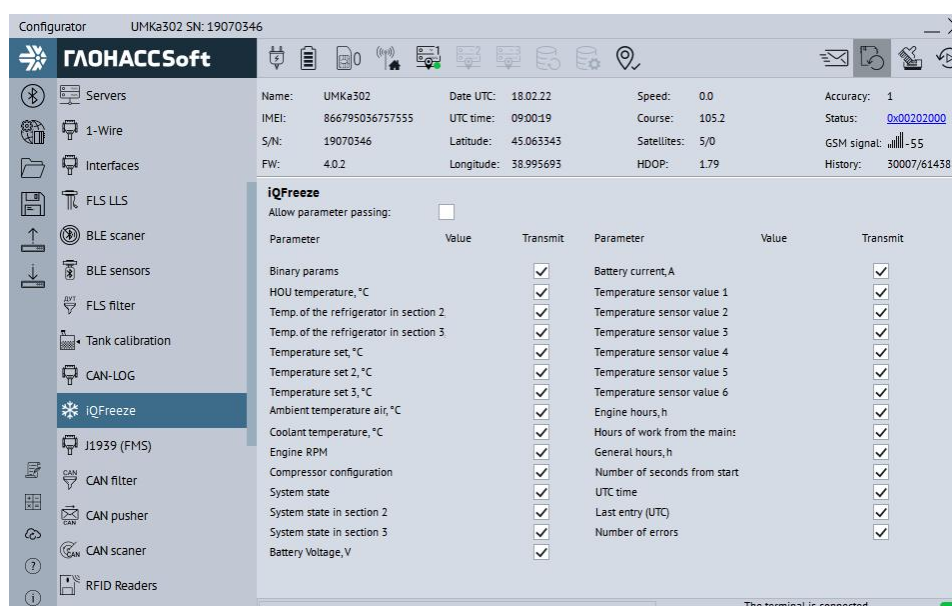 Configurator UMKa302 SN: 19070346
ГЛОНАССSoft
Servers
1-Wire
Interfaces
FLS LLS
BLE scaner
BLE sensors
FLS filter
Tank calibration
CAN-LOG
iQFreeze
J1939 (FMS)
CAN filter
CAN pusher
CAN scaner
RFID Readers
Name: UMKa302 Date UTC: 18.02.22 Speed: 0.0 Accuracy: 1
IMEI: 866795036757555 UTC time: 09:00:19 Course: 105.2 Status: 0x00202000
S/N: 19070346 Latitude: 45.063343 Satellites: 5/0 GSM signal: -55
FW: 4.0.2 Longitude: 38.995693 HDOP: 1.79 History: 30007/61438
iQFreeze
Allow parameter passing:
Parameter Value Transmit Parameter Value Transmit
Binary params Battery current, A
HOU temperature, °C Temperature sensor value 1
Temp. of the refrigerator in section 2 Temperature sensor value 2
Temp. of the refrigerator in section 3 Temperature sensor value 3
Temperature set, °C Temperature sensor value 4
Temperature set 2, °C Temperature sensor value 5
Temperature set 3, °C Temperature sensor value 6
Ambient temperature air, °C Engine hours, h
Coolant temperature, °C Hours of work from the mains
Engine RPM General hours, h
Compressor configuration Number of seconds from start
System state UTC time
System state in section 2 Last entry (UTC)
System state in section 3 Number of errors
Battery Voltage, V
The terminal is connected